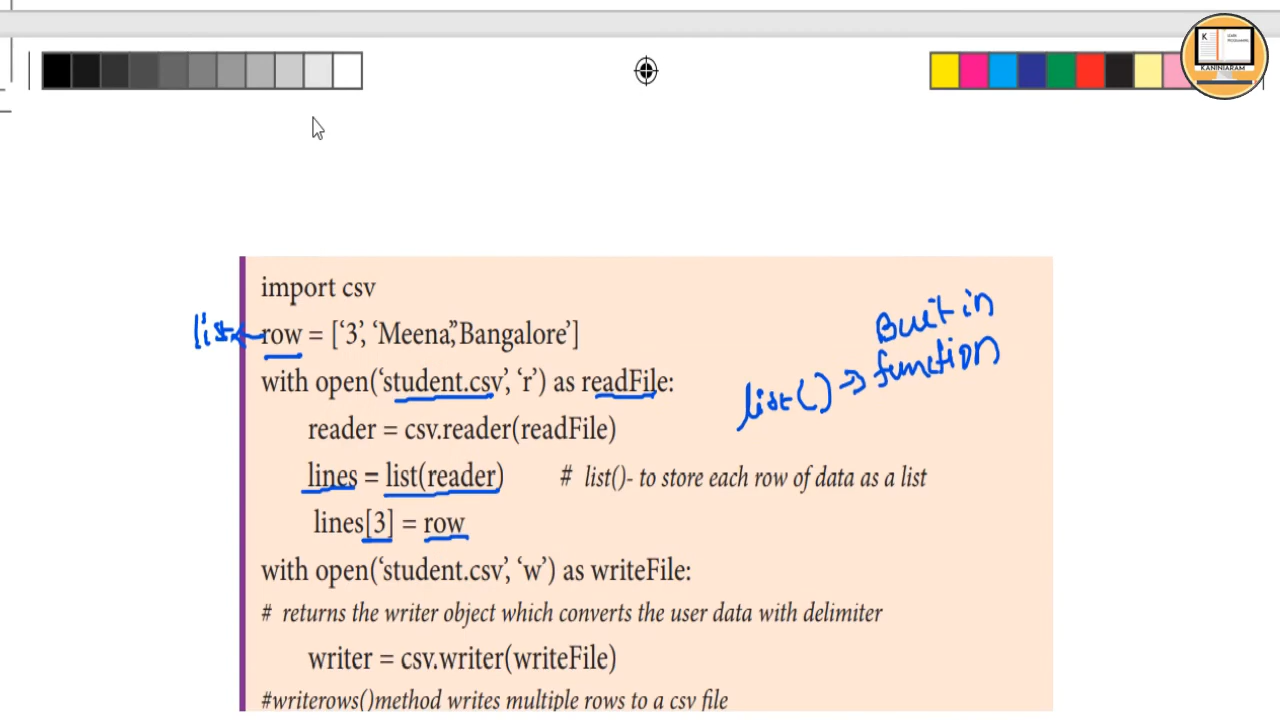 K
LEARN
PROGRAMMING
KANINIARAM
import csv
list ← row = [‘3’, ‘Meena’,’Bangalore’]
with open(‘student.csv’, ‘r’) as readFile:
Built in
list() → function
reader = csv.reader(readFile)
lines = list(reader) # list()- to store each row of data as a list
lines[3] = row
with open(‘student.csv’, ‘w’) as writeFile:
# returns the writer object which converts the user data with delimiter
writer = csv.writer(writeFile)
#writerows()method writes multiple rows to a csv file